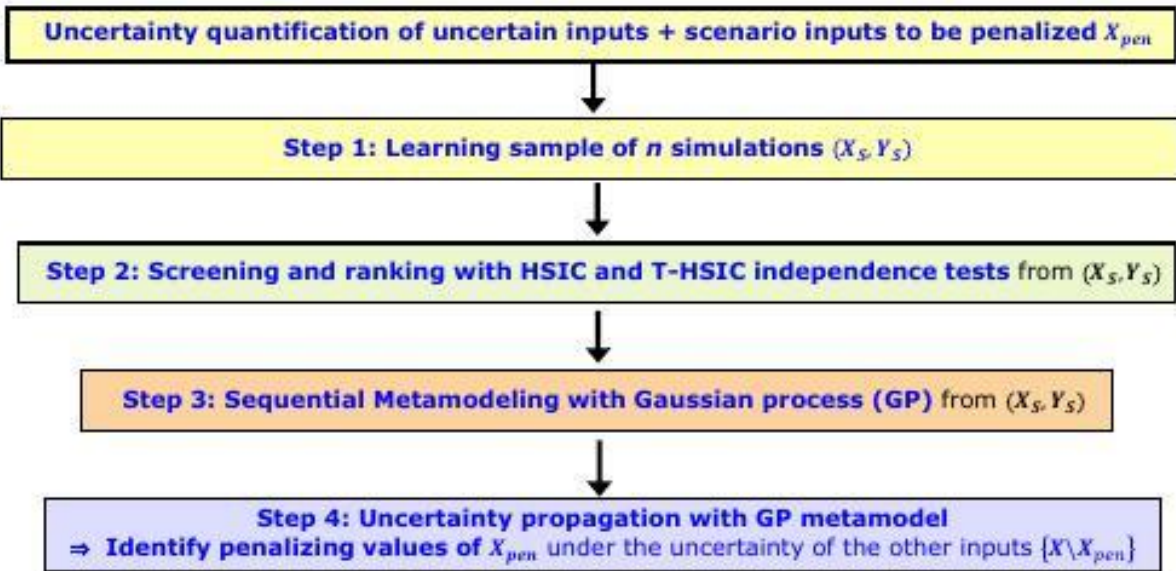 Uncertainty quantification of uncertain inputs + scenario inputs to be penalized X_pen
Step 1: Learning sample of n simulations (X_S, Y_S)
Step 2: Screening and ranking with HSIC and T-HSIC independence tests from (X_S, Y_S)
Step 3: Sequential Metamodeling with Gaussian process (GP) from (X_S, Y_S)
Step 4: Uncertainty propagation with GP metamodel
⇒ Identify penalizing values of X_pen under the uncertainty of the other inputs {X\X_pen}